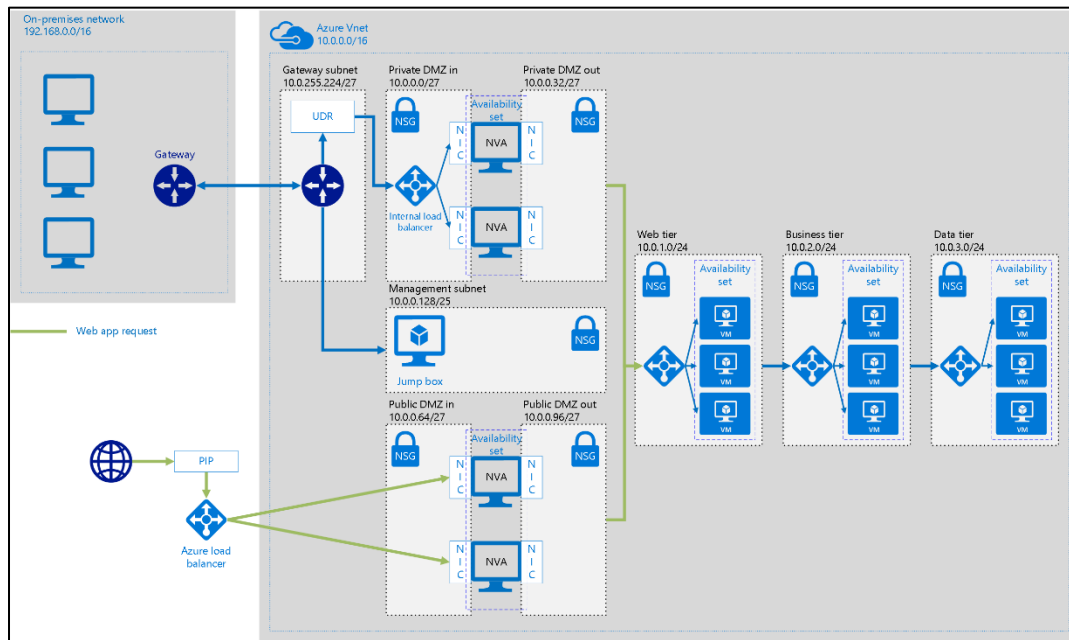 On-premises network
192.168.0.0/16
Gateway
Azure Vnet
10.0.0.0/16
Gateway subnet
10.0.255.224/27
UDR
Private DMZ in
10.0.0.0/27
NSG
Internal load
balancer
Availability
set
NIC
NVA
NIC
NIC
NVA
NIC
Private DMZ out
10.0.0.32/27
NSG
Management subnet
10.0.0.128/25
Jump box
NSG
Web app request
PIP
Azure load
balancer
Public DMZ in
10.0.0.64/27
NSG
Availability
set
NIC
NVA
NIC
NIC
NVA
NIC
Public DMZ out
10.0.0.96/27
NSG
Web tier
10.0.1.0/24
NSG
Availability
set
VM
VM
VM
Business tier
10.0.2.0/24
NSG
Availability
set
VM
VM
VM
Data tier
10.0.3.0/24
NSG
Availability
set
VM
VM
VM